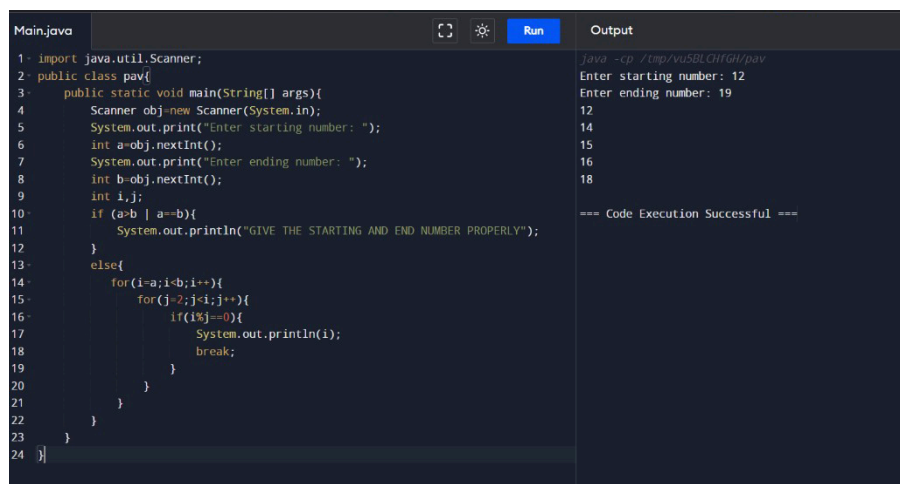 Main.java
Run
Output
1 import java.util.Scanner;
2 public class pav{
3 public static void main(String[] args){
4 Scanner obj=new Scanner(System.in);
5 System.out.print("Enter starting number: ");
6 int a=obj.nextInt();
7 System.out.print("Enter ending number: ");
8 int b=obj.nextInt();
9 int i,j;
10 if (a>b | a==b){
11 System.out.println("GIVE THE STARTING AND END NUMBER PROPERLY");
12 }
13 else{
14 for(i=a;i<b;i++){
15 for(j=2;j<i;j++){
16 if(i%j==0){
17 System.out.println(i);
18 break;
19 }
20 }
21 }
22 }
23 }
24 }
java -cp /tmp/vu5BLCHfGH/pav
Enter starting number: 12
Enter ending number: 19
12
14
15
16
18
=== Code Execution Successful ===